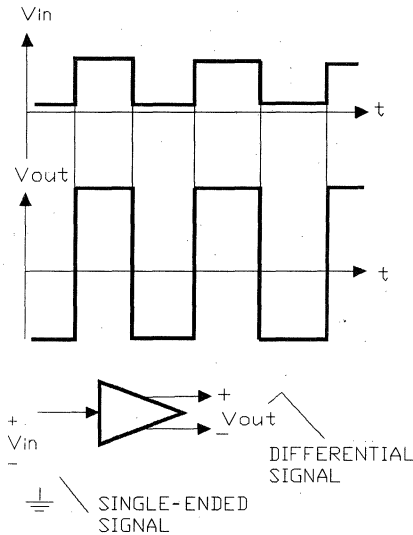 Vin
t
Vout
t
+
+ Vout
Vin -
-
DIFFERENTIAL
SIGNAL
SINGLE-ENDED
SIGNAL